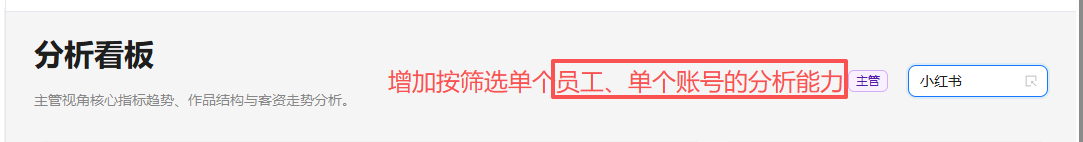 分析看板
增加按筛选单个员工、单个账号的分析能力 主管 小红书
主管视角核心指标趋势、作品结构与客资走势分析。